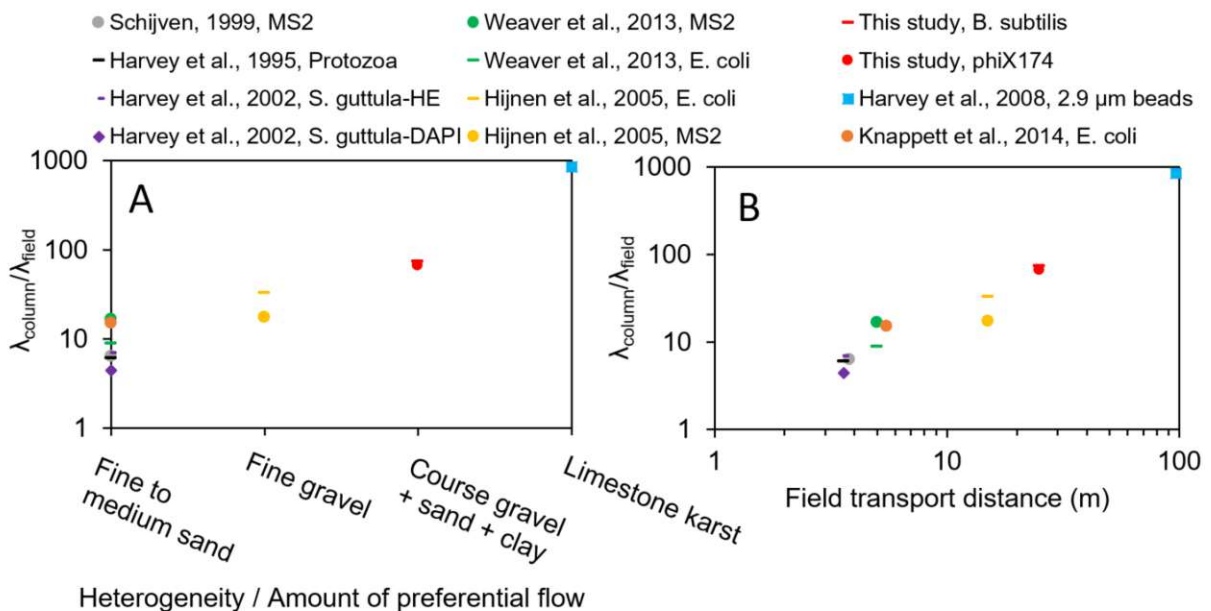 Schijven, 1999, MS2
Weaver et al., 2013, MS2
This study, B. subtilis
Harvey et al., 1995, Protozoa
Weaver et al., 2013, E. coli
This study, phiX174
Harvey et al., 2002, S. guttula-HE
Hijnen et al., 2005, E. coli
Harvey et al., 2008, 2.9 µm beads
Harvey et al., 2002, S. guttula-DAPI
Hijnen et al., 2005, MS2
Knappett et al., 2014, E. coli
A
λcolumn/λfield
1000
100
10
1
Fine to
medium sand
Fine gravel
Course gravel
+ sand + clay
Limestone karst
Heterogeneity / Amount of preferential flow
B
λcolumn/λfield
1000
100
10
1
1
10
100
Field transport distance (m)